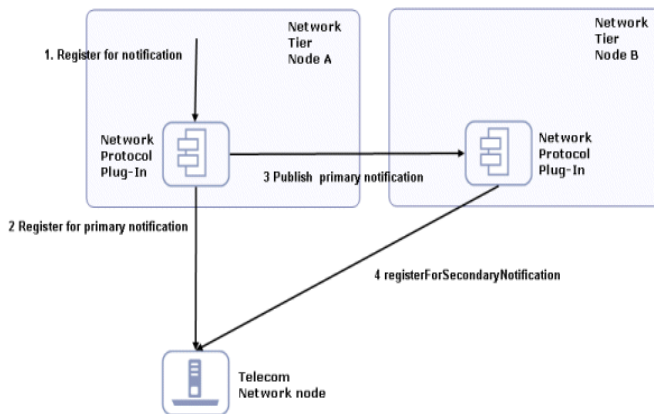 Network
Tier
Node A
Network
Tier
Node B
1. Register for notification
Network
Protocol
Plug-In
Network
Protocol
Plug-In
3 Publish primary notification
2 Register for primary notification
4 registerForSecondaryNotification
Telecom
Network node